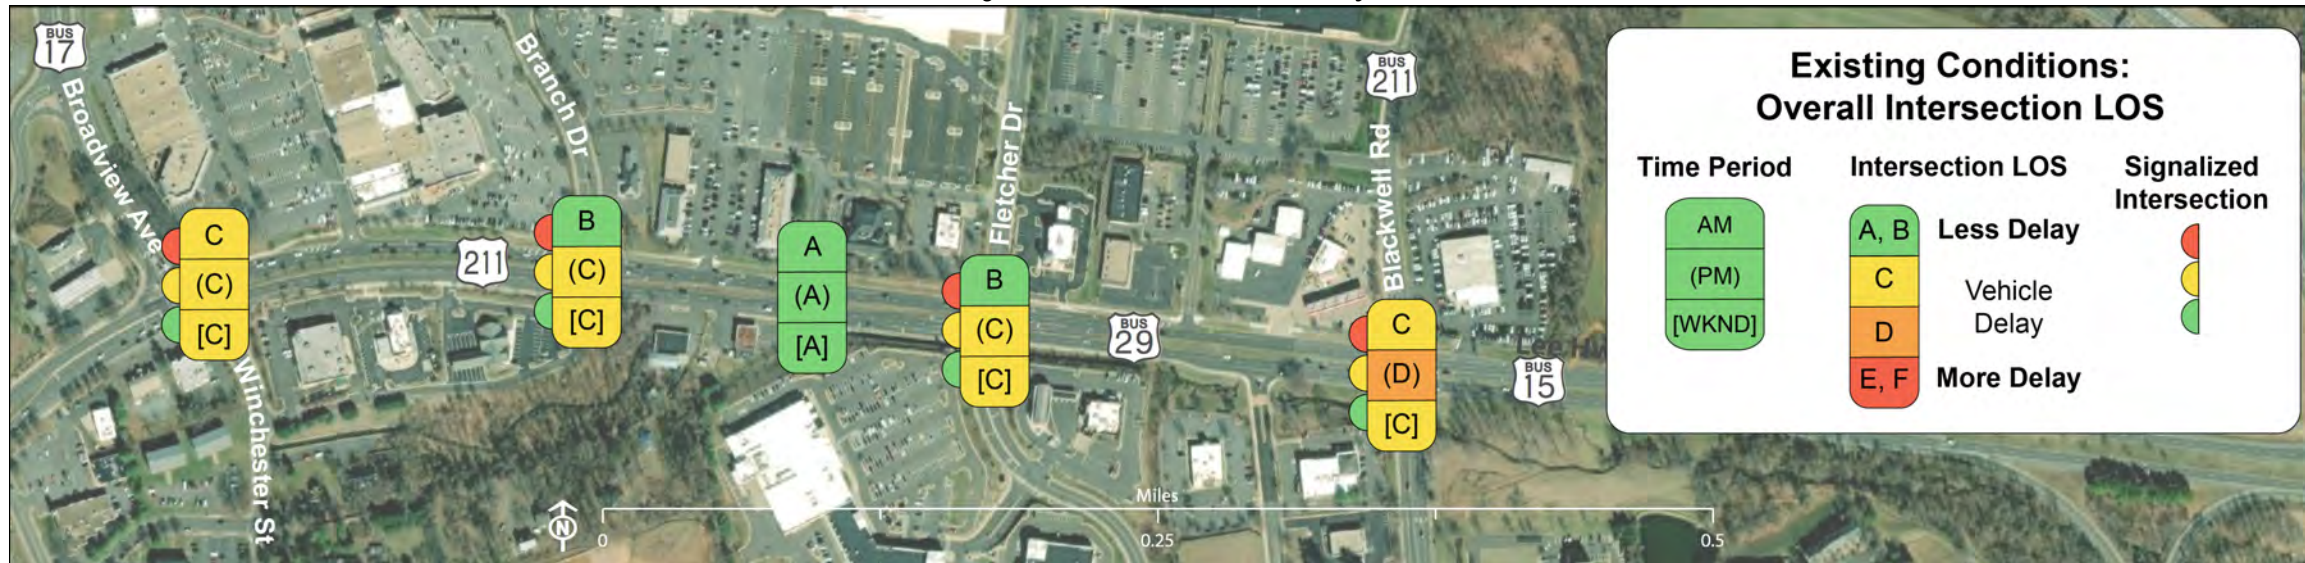 BUS
17
Broadview Ave
Winchester St
C
(C)
[C]
211
Branch Dr
B
(C)
[C]
A
(A)
[A]
Fletcher Dr
B
(C)
[C]
BUS
29
BUS
211
Blackwell Rd
C
(D)
[C]
BUS
15
N
Miles
0
0.25
0.5
Existing Conditions:
Overall Intersection LOS
Time Period
AM
(PM)
[WKND]
Intersection LOS
A, B
Less Delay
C
Vehicle
Delay
D
E, F
More Delay
Signalized
Intersection